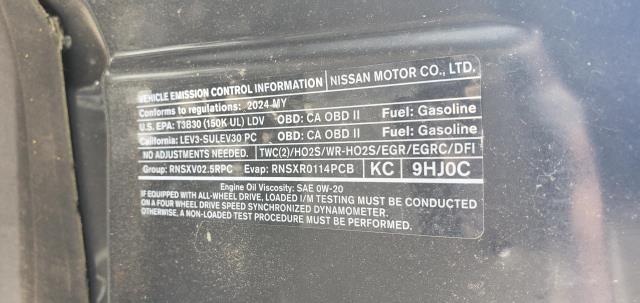 VEHICLE EMISSION CONTROL INFORMATION NISSAN MOTOR CO., LTD.
Conforms to regulations: 2024 MY
U.S. EPA: T3B30 (150K UL) LDV OBD: CA OBD II Fuel: Gasoline
California: LEV3-SULEV30 PC OBD: CA OBD II Fuel: Gasoline
NO ADJUSTMENTS NEEDED. TWC(2)/HO2S/WR-HO2S/EGR/EGRC/DFI
Group: RNSXV02.5RPC Evap: RNSXR0114PCB KC 9HJ0C
Engine Oil Viscosity: SAE 0W-20
IF EQUIPPED WITH ALL-WHEEL DRIVE, LOADED I/M TESTING MUST BE CONDUCTED
ON A FOUR WHEEL DRIVE SPEED SYNCHRONIZED DYNAMOMETER.
OTHERWISE, A NON-LOADED TEST PROCEDURE MUST BE PERFORMED.